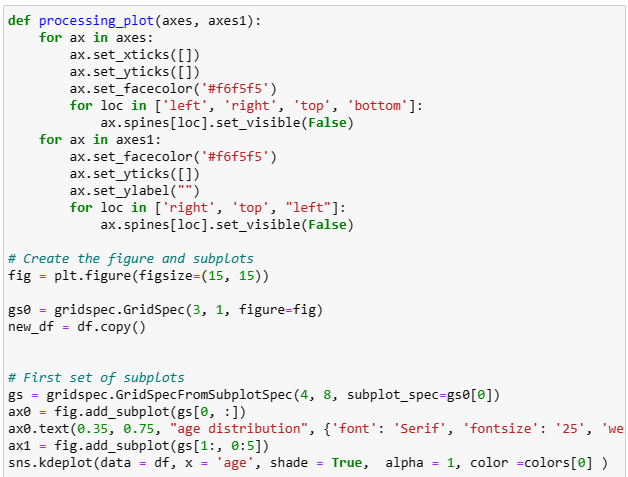 def processing_plot(axes, axes1):
    for ax in axes:
        ax.set_xticks([])
        ax.set_yticks([])
        ax.set_facecolor('#f6f5f5')
        for loc in ['left', 'right', 'top', 'bottom']:
            ax.spines[loc].set_visible(False)
    for ax in axes1:
        ax.set_facecolor('#f6f5f5')
        ax.set_yticks([])
        ax.set_ylabel("")
        for loc in ['right', 'top', "left"]:
            ax.spines[loc].set_visible(False)
# Create the figure and subplots
fig = plt.figure(figsize=(15, 15))
gs0 = gridspec.GridSpec(3, 1, figure=fig)
new_df = df.copy()
# First set of subplots
gs = gridspec.GridSpecFromSubplotSpec(4, 8, subplot_spec=gs0[0])
ax0 = fig.add_subplot(gs[0, :])
ax0.text(0.35, 0.75, "age distribution", {'font': 'Serif', 'fontsize': '25', 'we
ax1 = fig.add_subplot(gs[1:, 0:5])
sns.kdeplot(data = df, x = 'age', shade = True,  alpha = 1, color =colors[0] )